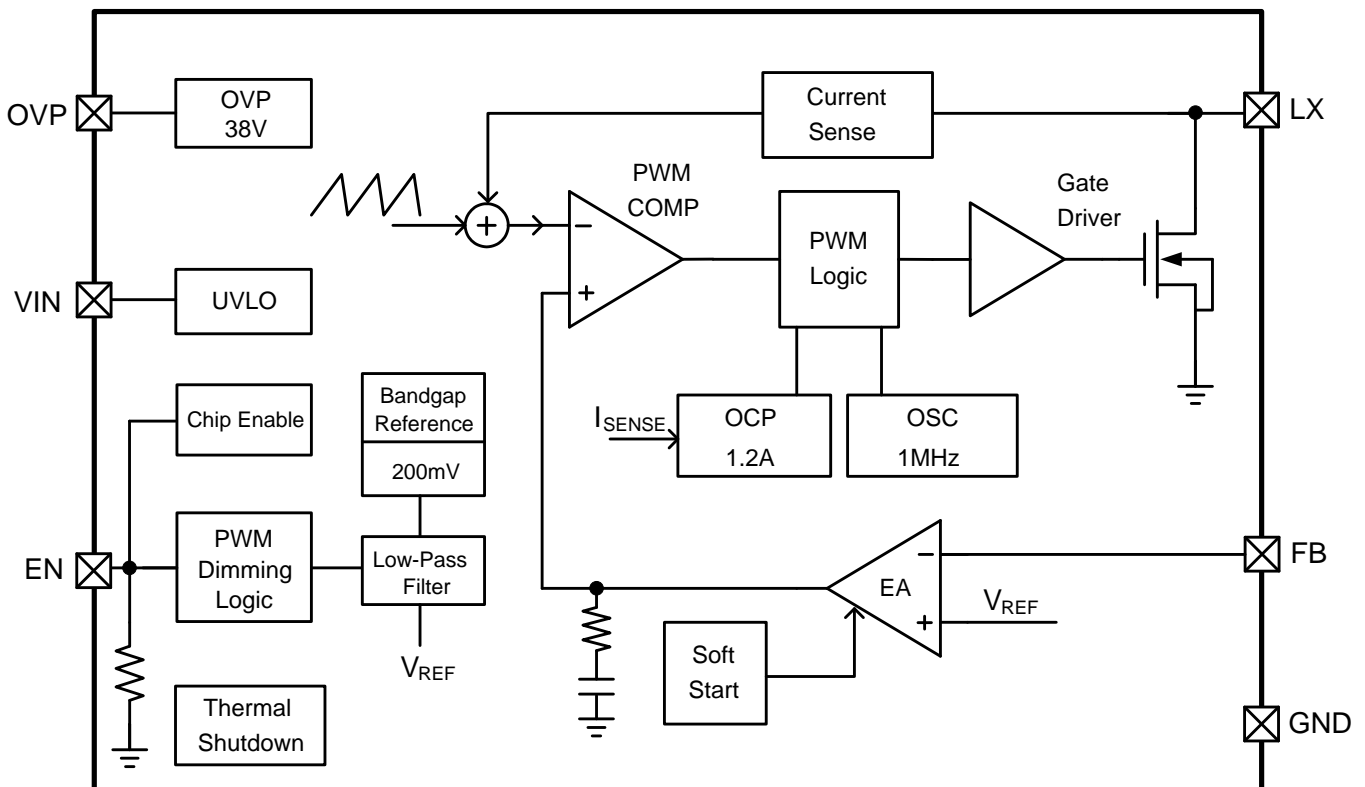 OVP
OVP
38V
Current
Sense
LX
PWM
COMP
Gate
Driver
−
+
+
PWM
Logic
VIN
UVLO
Chip Enable
Bandgap
Reference
200mV
ISENSE
OCP
1.2A
OSC
1MHz
EN
PWM
Dimming
Logic
Low-Pass
Filter
VREF
−
EA
+
VREF
FB
Soft
Start
Thermal
Shutdown
GND